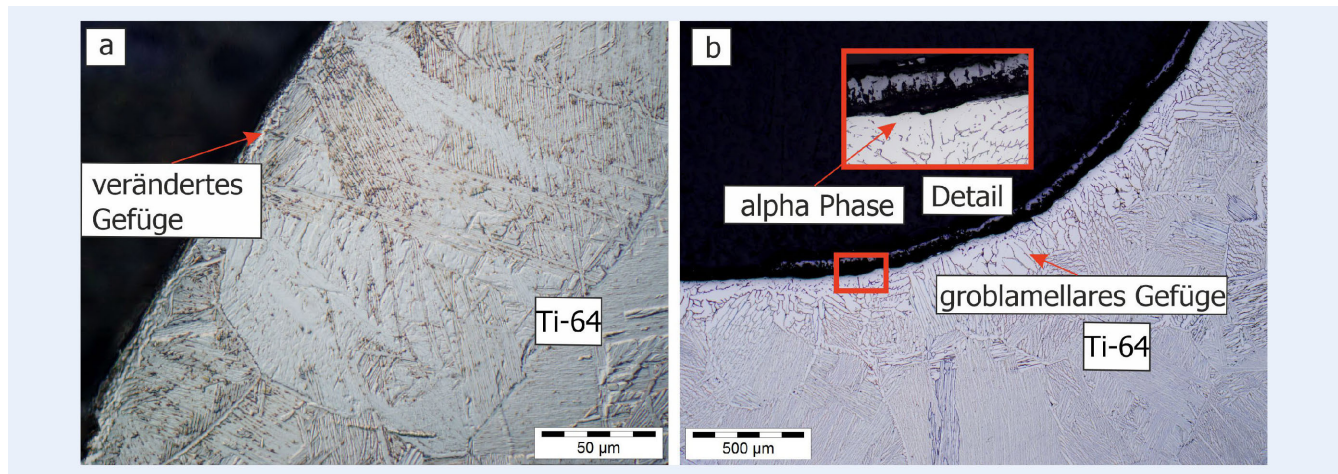 a
verändertes
Gefüge
Ti-64
50 µm
b
alpha Phase
Detail
groblamellares Gefüge
Ti-64
500 µm